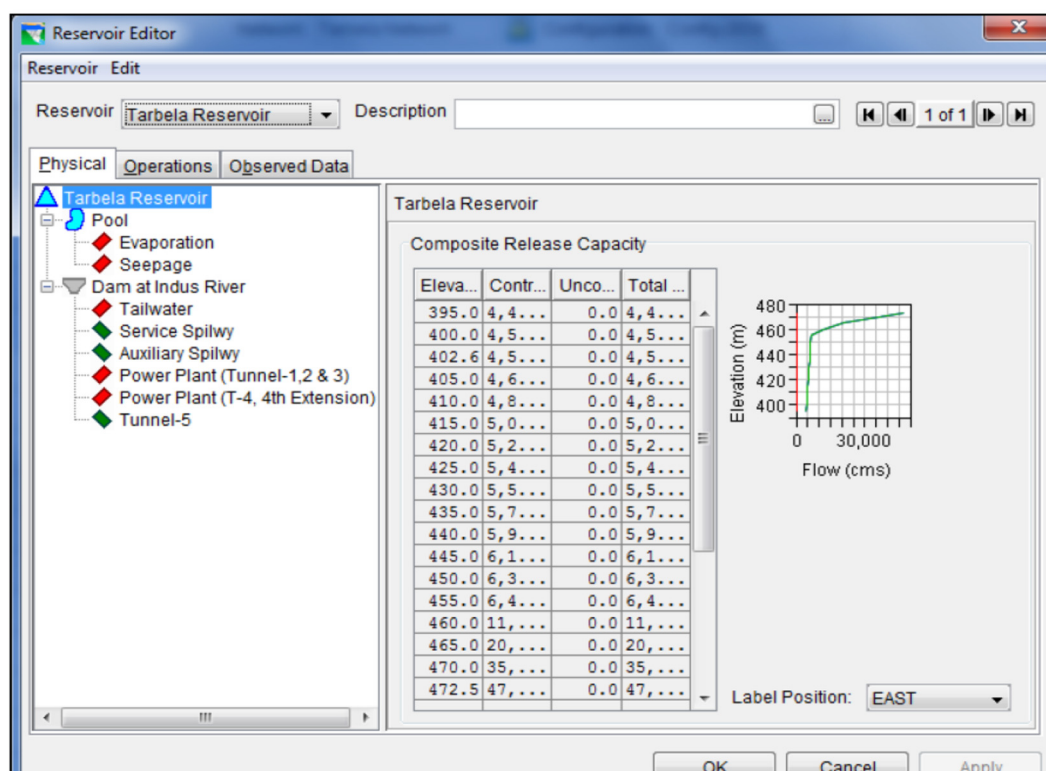 Reservoir Editor
Reservoir Edit
Reservoir Tarbela Reservoir Description ... 1 of 1
Physical Operations Observed Data
Tarbela Reservoir
Pool
Evaporation
Seepage
Dam at Indus River
Tailwater
Service Spilwy
Auxiliary Spilwy
Power Plant (Tunnel-1,2 & 3)
Power Plant (T-4, 4th Extension)
Tunnel-5
Tarbela Reservoir
Composite Release Capacity
Eleva... Contr... Unco... Total ...
395.0 4,4... 0.0 4,4...
400.0 4,5... 0.0 4,5...
402.6 4,5... 0.0 4,5...
405.0 4,6... 0.0 4,6...
410.0 4,8... 0.0 4,8...
415.0 5,0... 0.0 5,0...
420.0 5,2... 0.0 5,2...
425.0 5,4... 0.0 5,4...
430.0 5,5... 0.0 5,5...
435.0 5,7... 0.0 5,7...
440.0 5,9... 0.0 5,9...
445.0 6,1... 0.0 6,1...
450.0 6,3... 0.0 6,3...
455.0 6,4... 0.0 6,4...
460.0 11,... 0.0 11,...
465.0 20,... 0.0 20,...
470.0 35,... 0.0 35,...
472.5 47,... 0.0 47,...
480
460
440
420
400
Elevation (m)
0 30,000
Flow (cms)
Label Position: EAST
OK Cancel Apply